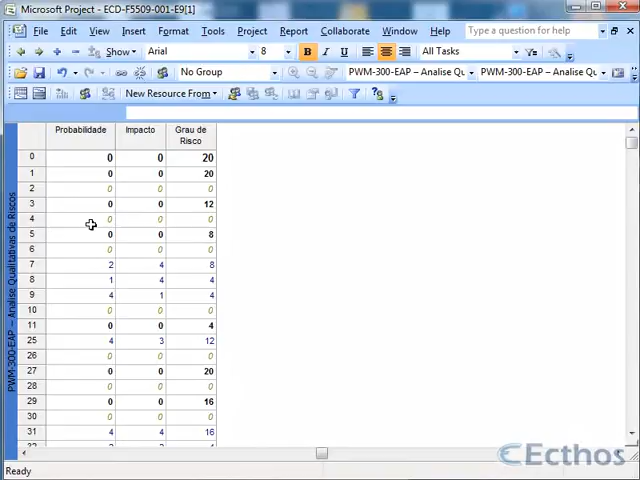 Microsoft Project - ECD-F5509-001-E9[1]
File Edit View Insert Format Tools Project Report Collaborate Window Help Type a question for help
Show Arial 8 B I U All Tasks
No Group PWM-300-EAP – Analise Qu PWM-300-EAP – Analise Qu
New Resource From
Probabilidade Impacto Grau de Risco
0 0 0 20
1 0 0 20
2 0 0 0
3 0 0 12
4 0 0 0
5 0 0 8
6 0 0 0
7 2 4 8
8 1 4 4
9 4 1 4
10 0 0 0
11 0 0 4
25 4 3 12
26 0 0 0
27 0 0 20
28 0 0 0
29 0 0 16
30 0 0 0
31 4 4 16
PWM-300-EAP – Analise Qualitativas de Riscos
Ecthos
Ready